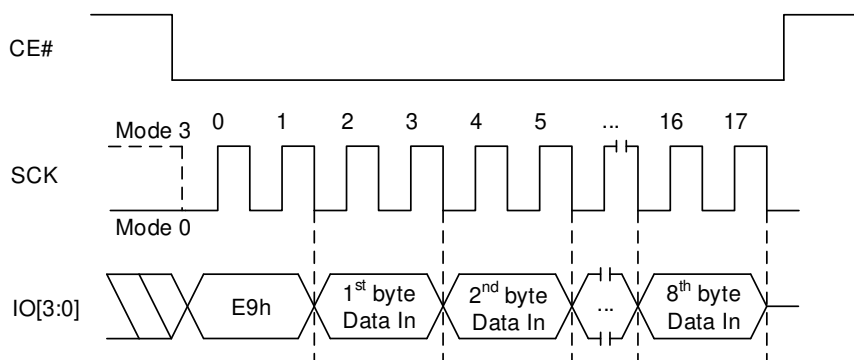 CE#
Mode 3
0 1 2 3 4 5 ... 16 17
SCK
Mode 0
IO[3:0]
E9h
1st byte
Data In
2nd byte
Data In
...
8th byte
Data In